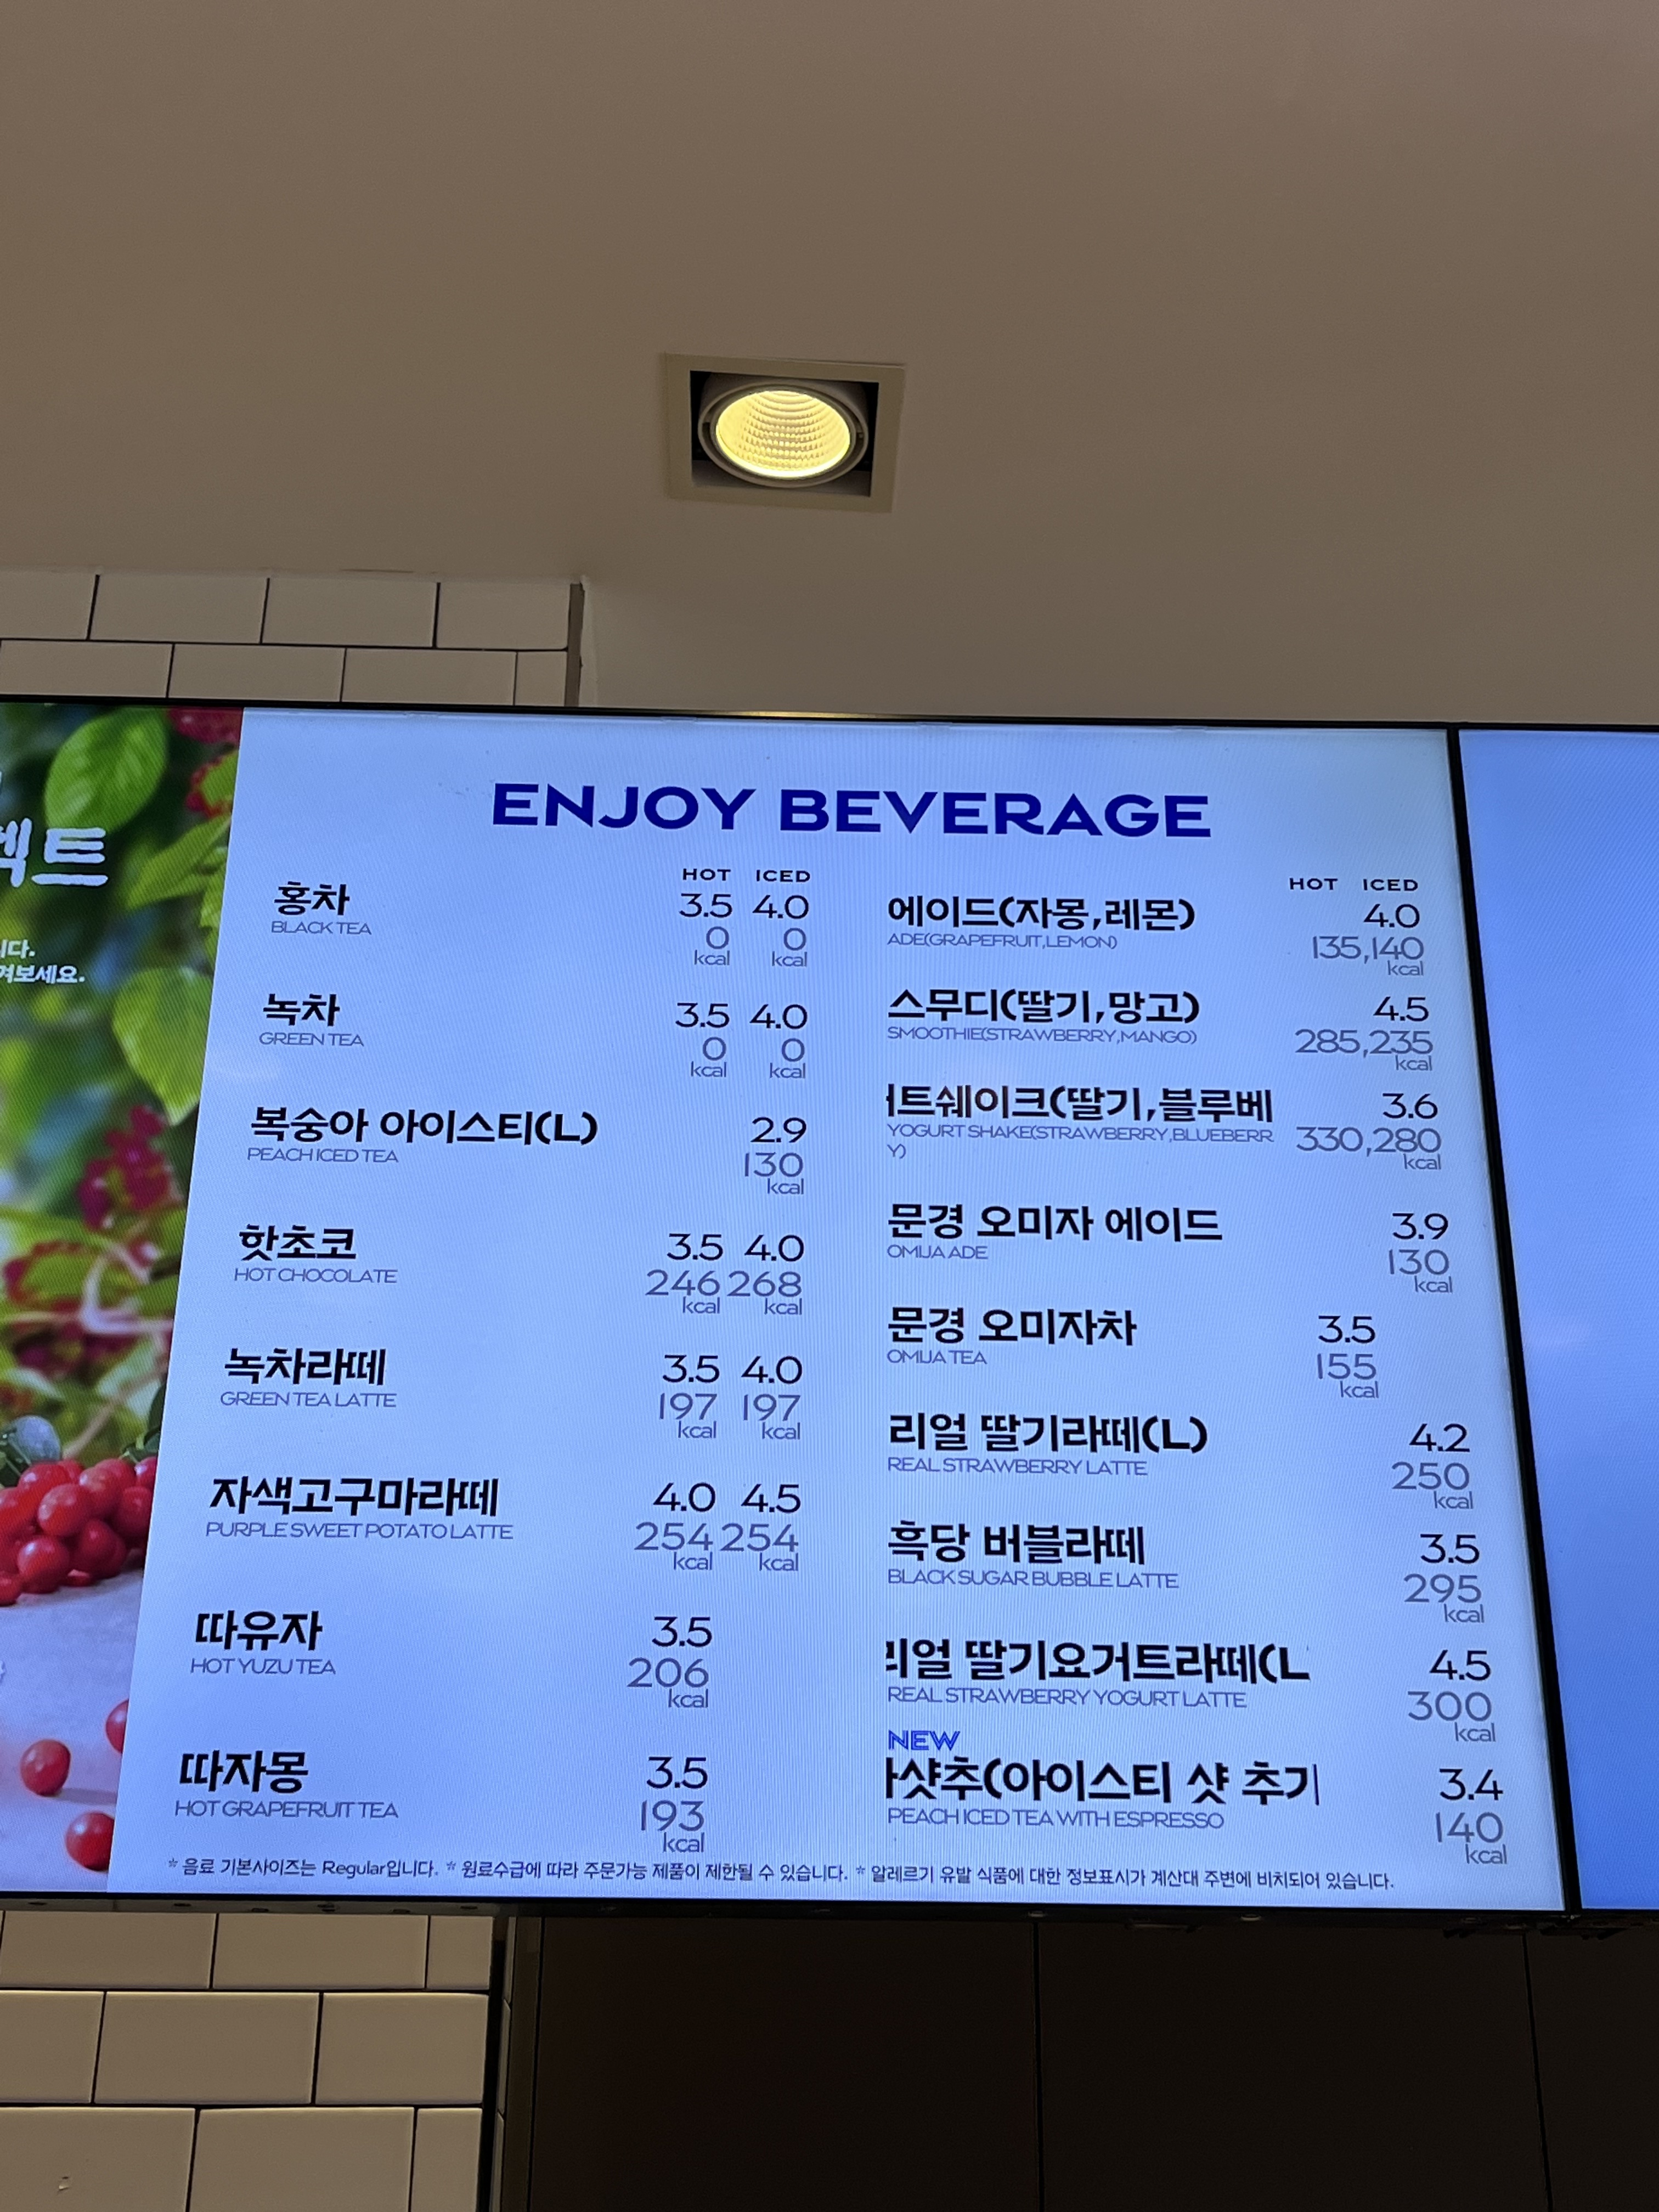 ENJOY BEVERAGE
HOT ICED
홍차 3.5 4.0
BLACK TEA 0 0
kcal kcal
녹차 3.5 4.0
GREEN TEA 0 0
kcal kcal
복숭아 아이스티(L) 2.9
PEACH ICED TEA 130
kcal
핫초코 3.5 4.0
HOT CHOCOLATE 246 268
kcal kcal
녹차라떼 3.5 4.0
GREEN TEA LATTE 197 197
kcal kcal
자색고구마라떼 4.0 4.5
PURPLE SWEET POTATO LATTE 254 254
kcal kcal
따유자 3.5
HOT YUZU TEA 206
kcal
따자몽 3.5
HOT GRAPEFRUIT TEA 193
kcal
HOT ICED
에이드(자몽,레몬) 4.0
ADE(GRAPEFRUIT,LEMON) 135,140
kcal
스무디(딸기,망고) 4.5
SMOOTHIE(STRAWBERRY,MANGO) 285,235
kcal
트쉐이크(딸기,블루베 3.6
YOGURT SHAKE(STRAWBERRY,BLUEBERR 330,280
Y) kcal
문경 오미자 에이드 3.9
OMIJA ADE 130
kcal
문경 오미자차 3.5
OMIJA TEA 155
kcal
리얼 딸기라떼(L) 4.2
REAL STRAWBERRY LATTE 250
kcal
흑당 버블라떼 3.5
BLACK SUGAR BUBBLE LATTE 295
kcal
리얼 딸기요거트라떼(L 4.5
REAL STRAWBERRY YOGURT LATTE 300
kcal
NEW
샷추(아이스티 샷 추가 3.4
PEACH ICED TEA WITH ESPRESSO 140
kcal
* 음료 기본사이즈는 Regular입니다. * 원료수급에 따라 주문가능 제품이 제한될 수 있습니다. * 알레르기 유발 식품에 대한 정보표시가 계산대 주변에 비치되어 있습니다.